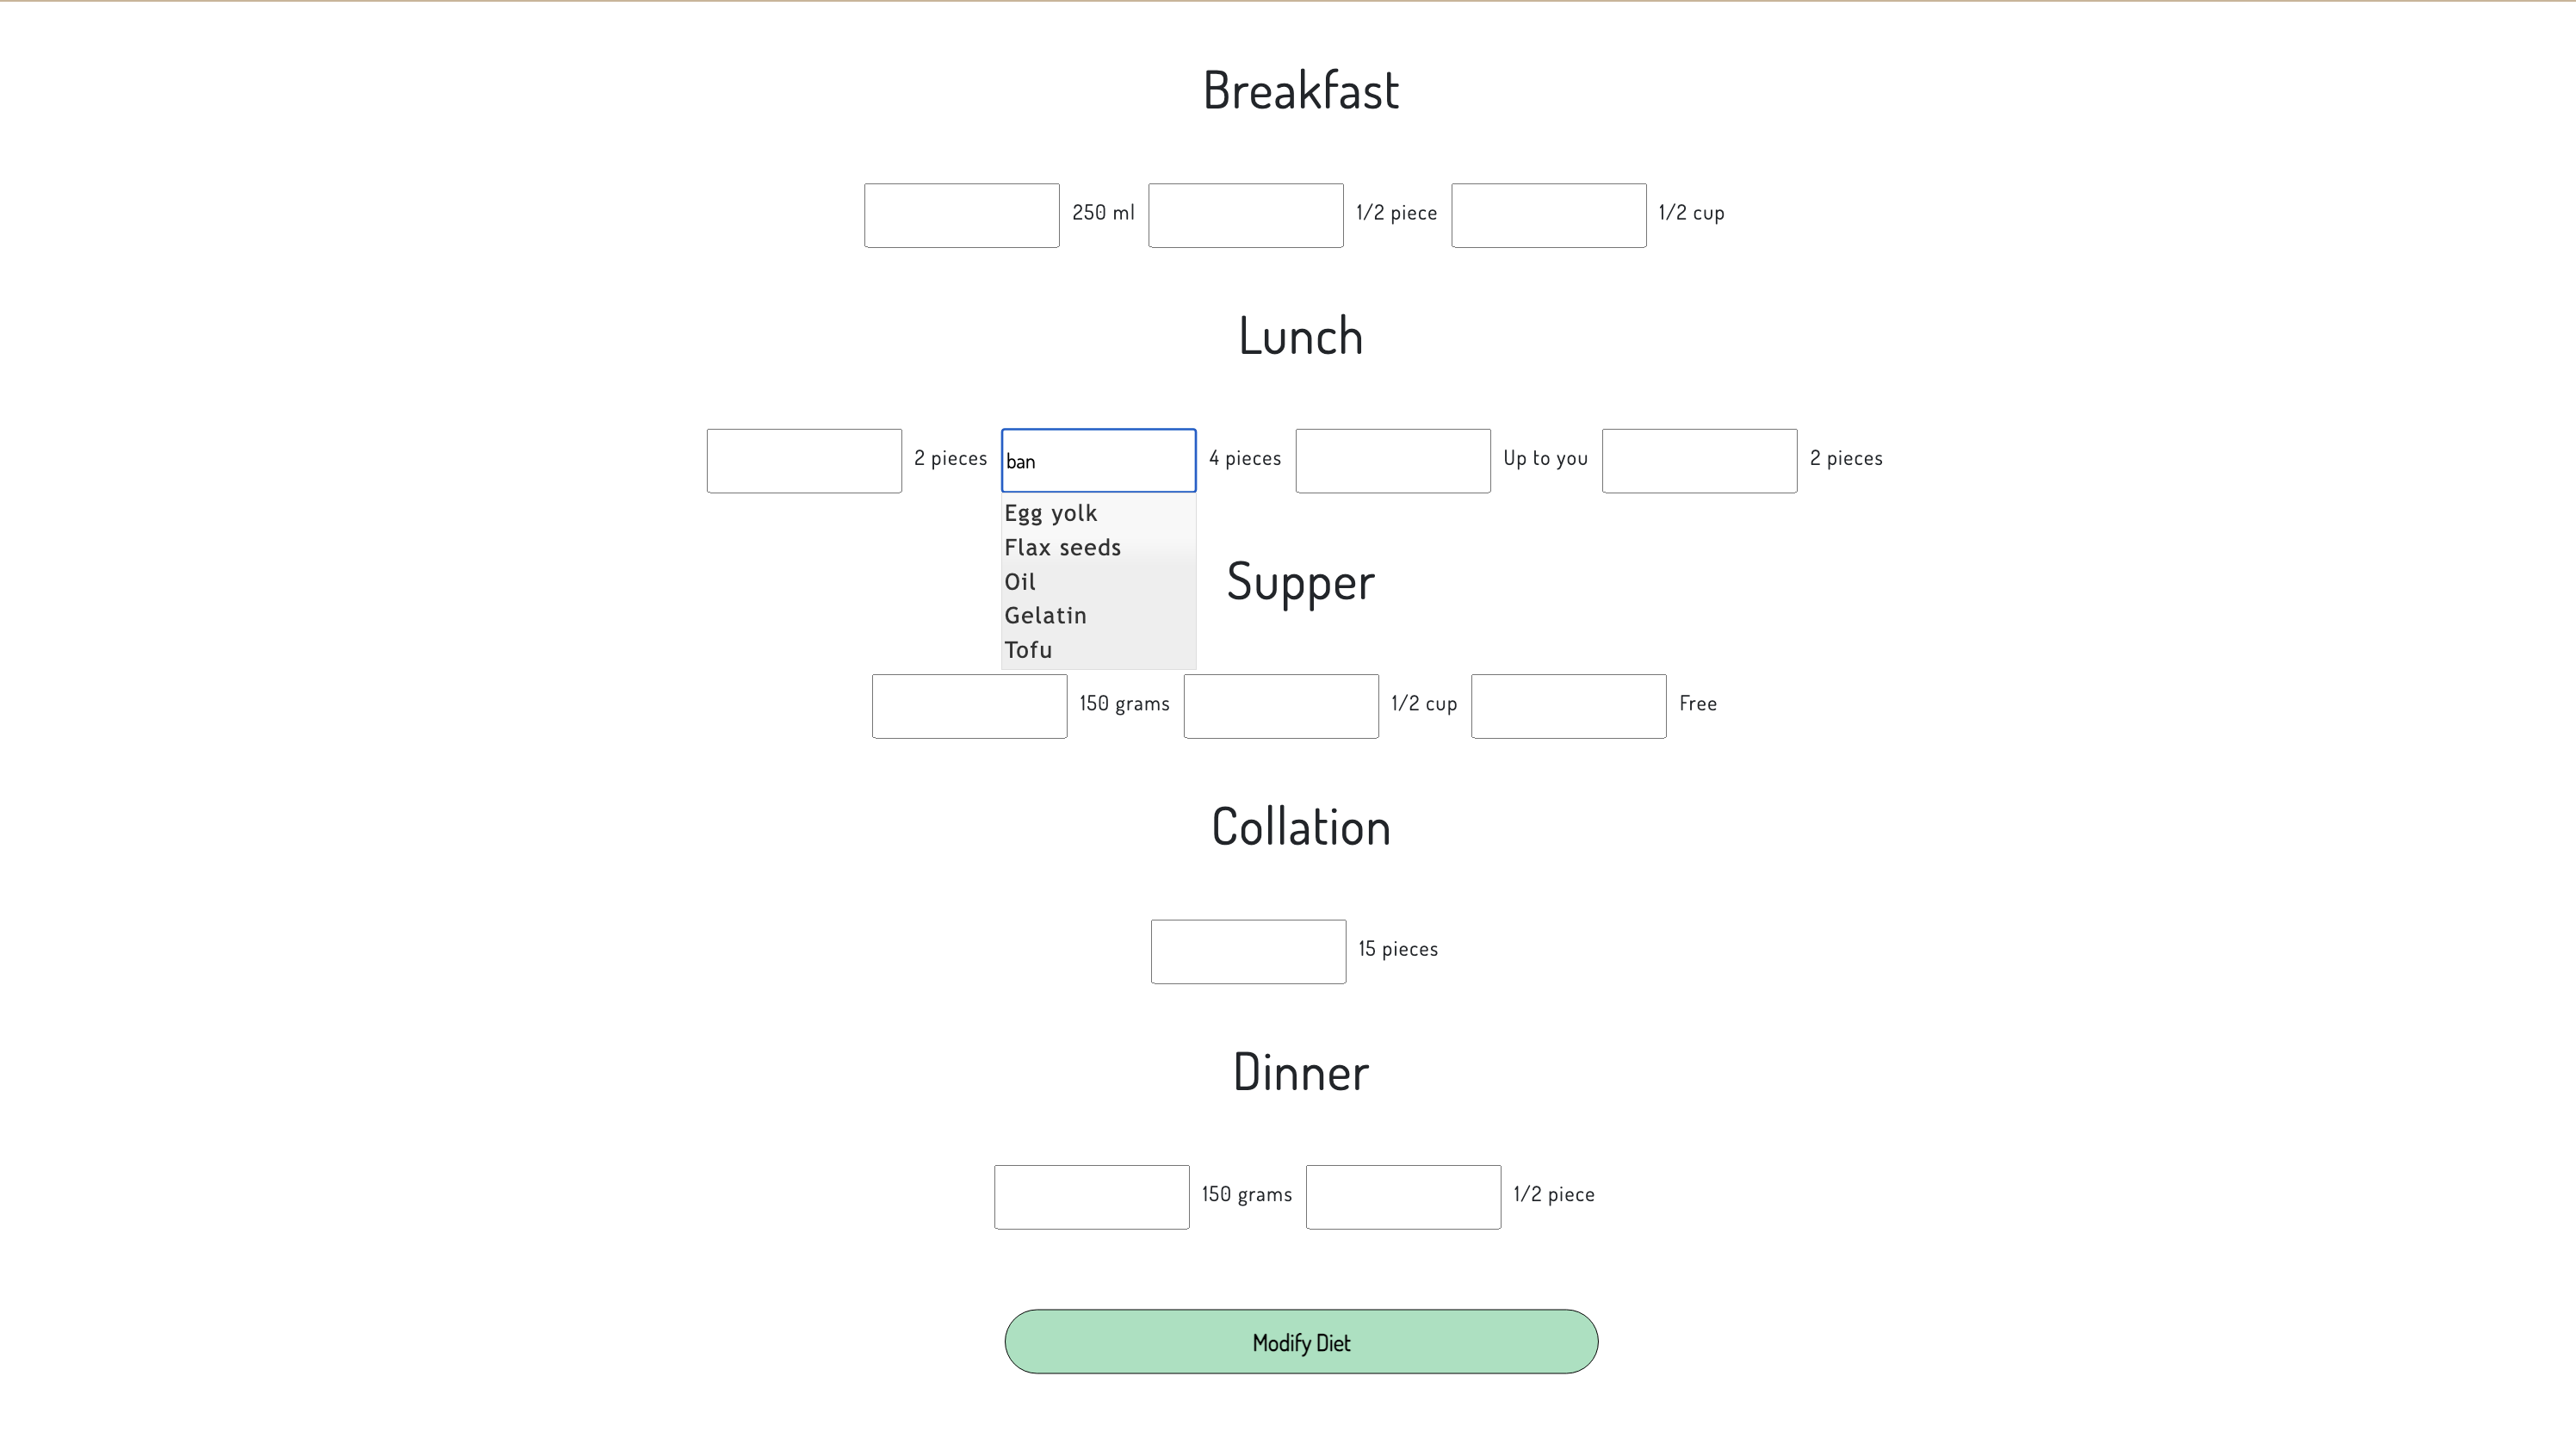 Breakfast
250 ml 1/2 piece 1/2 cup
Lunch
2 pieces ban 4 pieces Up to you 2 pieces
Egg yolk
Flax seeds
Oil
Gelatin
Tofu
Supper
150 grams 1/2 cup Free
Collation
15 pieces
Dinner
150 grams 1/2 piece
Modify Diet